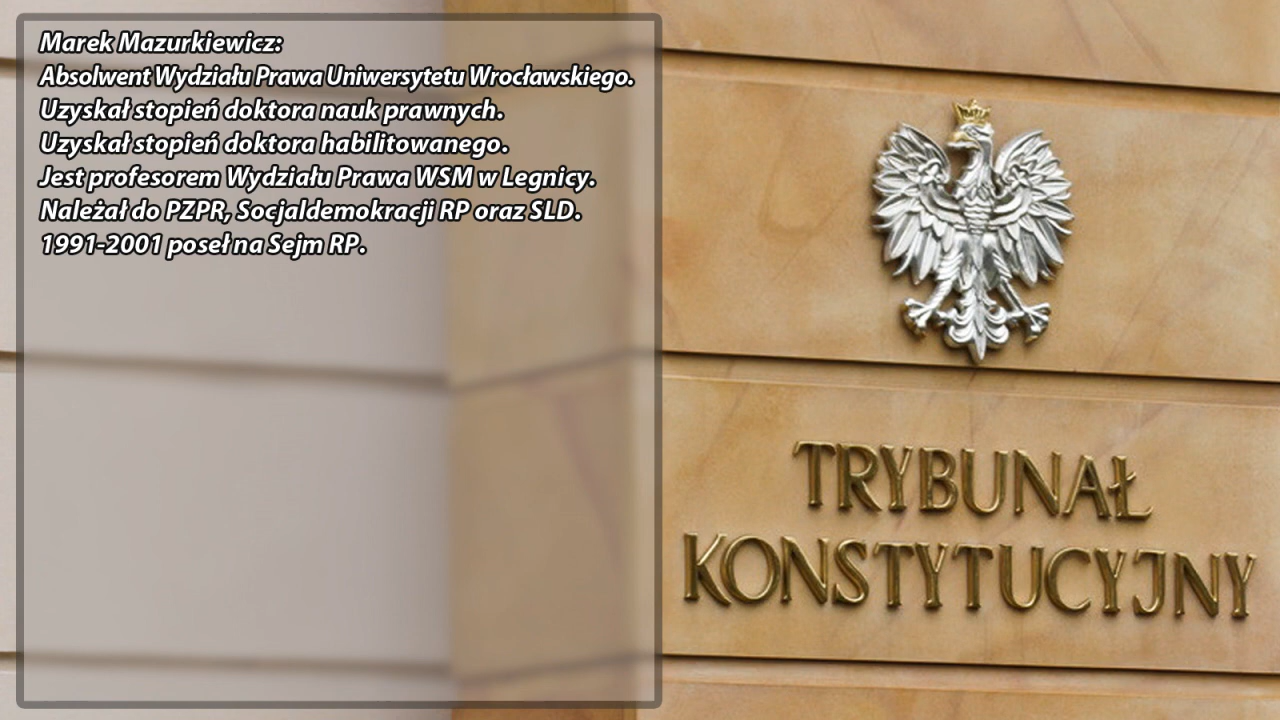 Marek Mazurkiewicz:
Absolwent Wydziału Prawa Uniwersytetu Wrocławskiego.
Uzyskał stopień doktora nauk prawnych.
Uzyskał stopień doktora habilitowanego.
Jest profesorem Wydziału Prawa WSM w Legnicy.
Należał do PZPR, Socjaldemokracji RP oraz SLD.
1991-2001 poseł na Sejm RP.
TRYBUNAŁ
KONSTYTUCYJNY